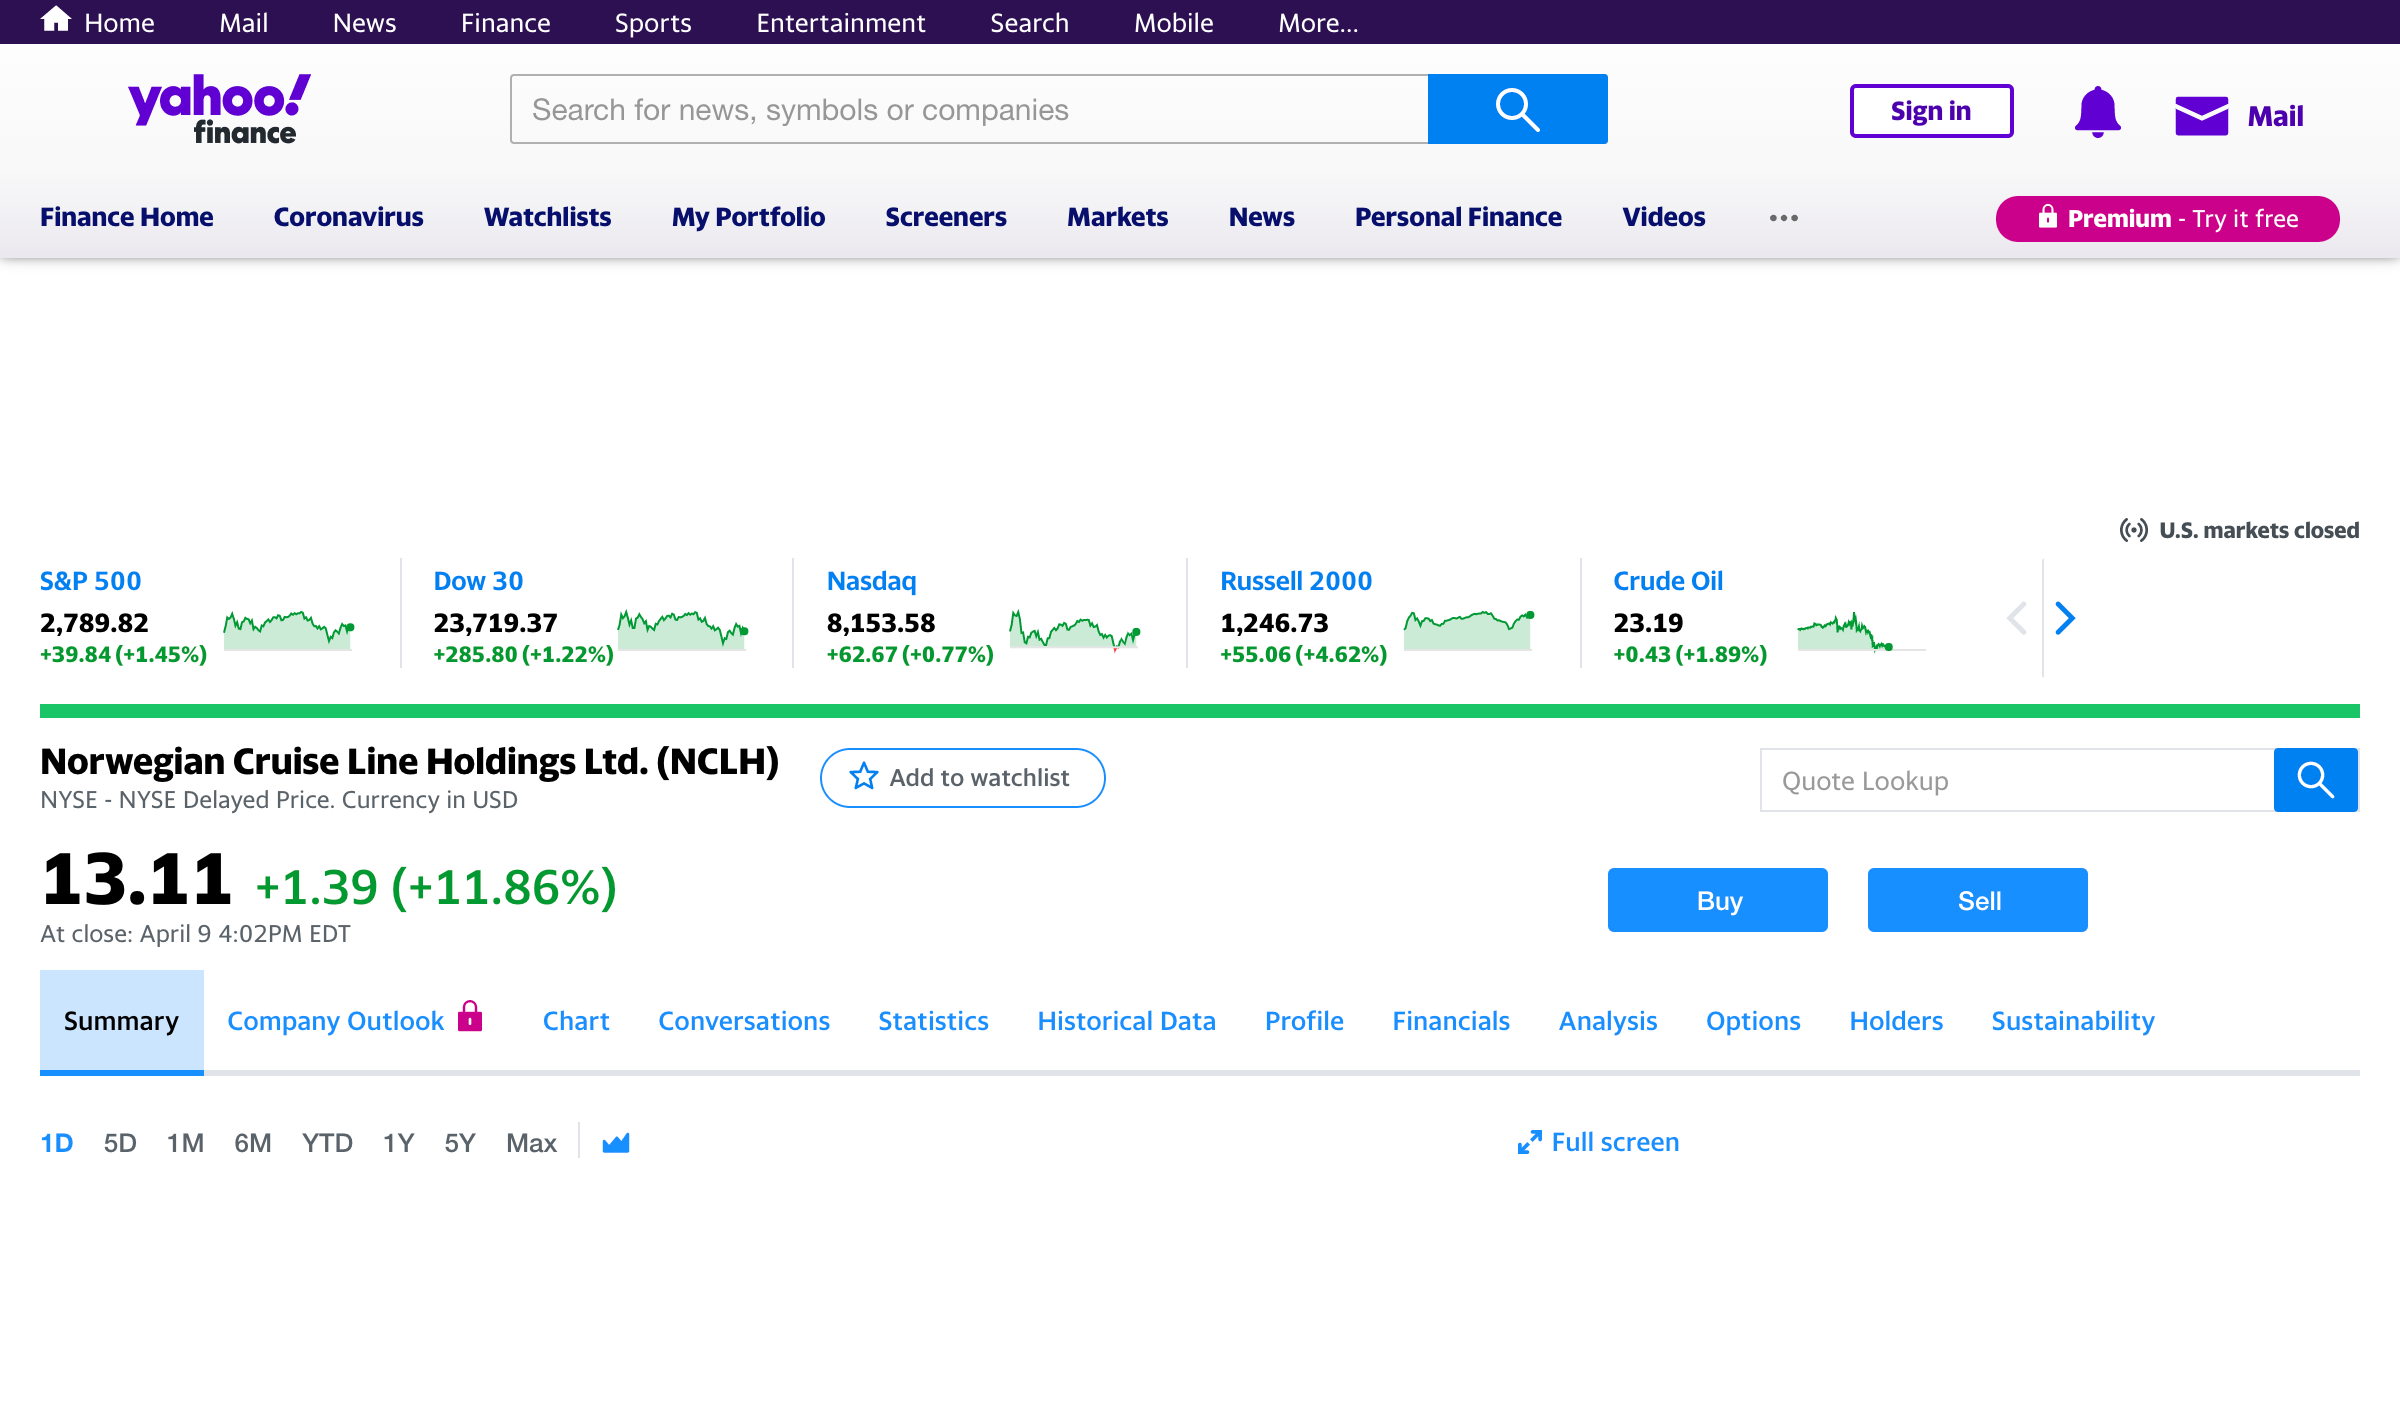 Home Mail News Finance Sports Entertainment Search Mobile More...
yahoo!
finance
Search for news, symbols or companies
Sign in
Mail
Finance Home Coronavirus Watchlists My Portfolio Screeners Markets News Personal Finance Videos ...
Premium - Try it free
U.S. markets closed
S&P 500
2,789.82
+39.84 (+1.45%)
Dow 30
23,719.37
+285.80 (+1.22%)
Nasdaq
8,153.58
+62.67 (+0.77%)
Russell 2000
1,246.73
+55.06 (+4.62%)
Crude Oil
23.19
+0.43 (+1.89%)
Norwegian Cruise Line Holdings Ltd. (NCLH)
NYSE - NYSE Delayed Price. Currency in USD
Add to watchlist
Quote Lookup
13.11 +1.39 (+11.86%)
At close: April 9 4:02PM EDT
Buy Sell
Summary Company Outlook Chart Conversations Statistics Historical Data Profile Financials Analysis Options Holders Sustainability
1D 5D 1M 6M YTD 1Y 5Y Max
Full screen